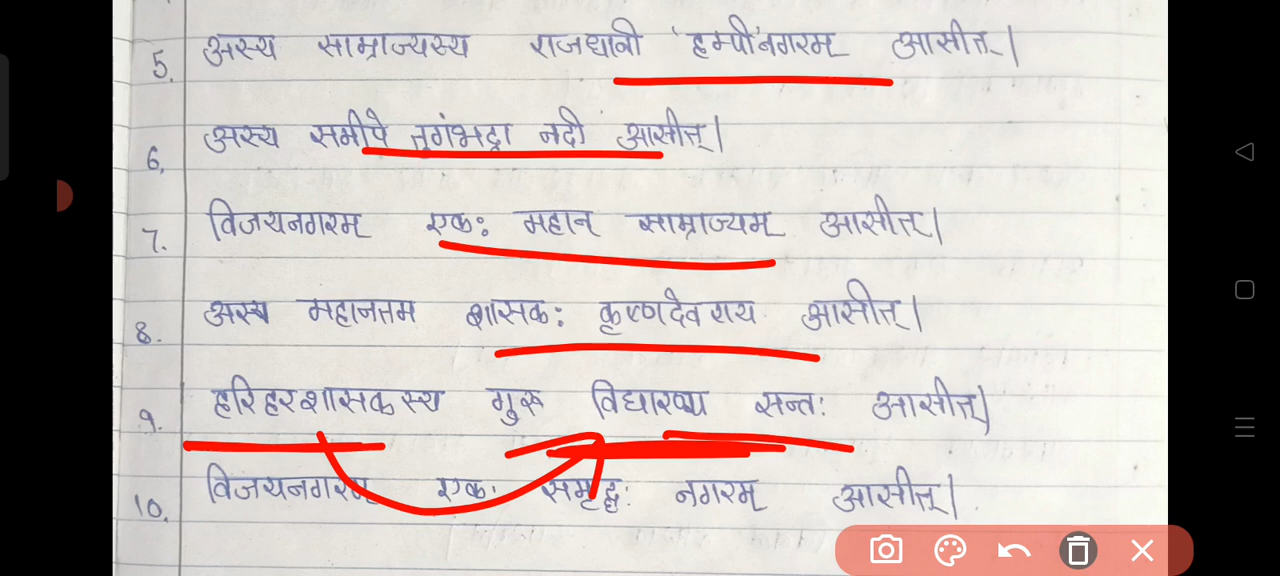 5. अस्य साम्राज्यस्य राजधानी 'हम्पी'नगरम् आसीत्।
6. अस्य समीपे तुगंभद्रा नदी आसीत्।
7. विजयनगरम् एकः महान् साम्राज्यम् आसीत्।
8. अस्य महानतम शासकः कृष्णदेवराय आसीत्।
9. हरिहरशासकस्य गुरू विद्यारण्य सन्तः आसीत्।
10. विजयनगरम् एकः समृद्धः नगरम् आसीत्।